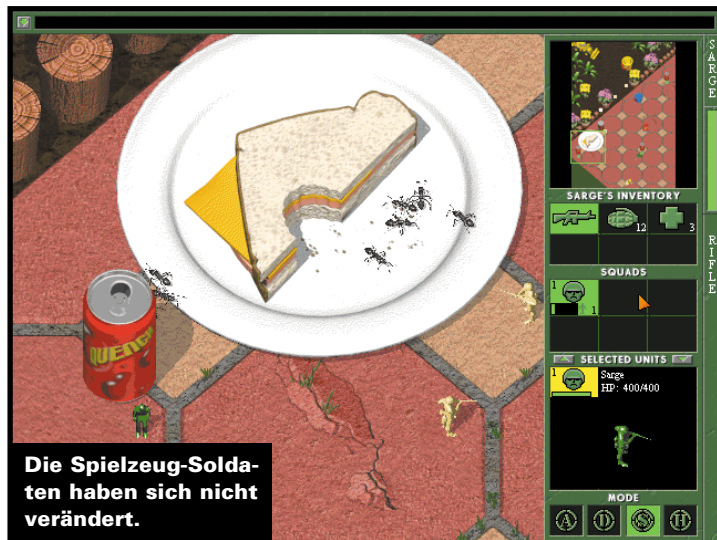 SARGE
SARGE'S INVENTORY
12
3
RIFLE
SQUADS
1
1
SELECTED UNITS
1
Sarge
HP: 400/400
QUENCH
MODE
A
D
S
H
Die Spielzeug-Solda-
ten haben sich nicht
verändert.